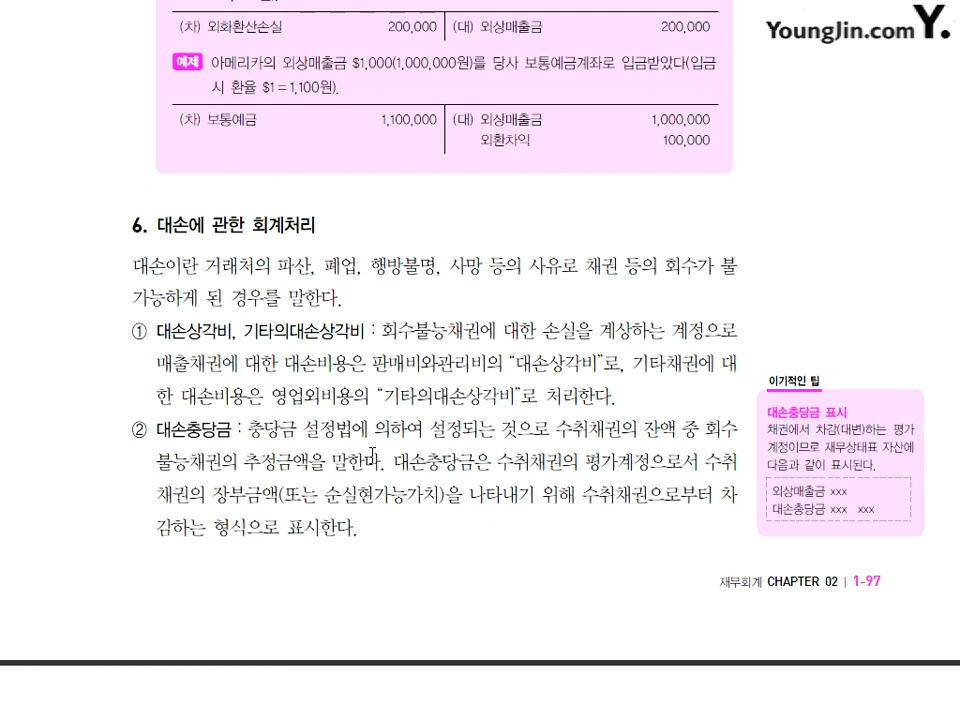 (차) 외화환산손실 200,000 (대) 외상매출금 200,000
YoungJin.com Y.
예제 아메리카의 외상매출금 $1,000(1,000,000원)를 당사 보통예금계좌로 입금받았다(입금
시 환율 $1=1,100원).
(차) 보통예금 1,100,000 (대) 외상매출금 1,000,000
외환차익 100,000
6. 대손에 관한 회계처리
대손이란 거래처의 파산, 폐업, 행방불명, 사망 등의 사유로 채권 등의 회수가 불
가능하게 된 경우를 말한다.
① 대손상각비, 기타의대손상각비 : 회수불능채권에 대한 손실을 계상하는 계정으로
매출채권에 대한 대손비용은 판매비와관리비의 “대손상각비”로, 기타채권에 대
한 대손비용은 영업외비용의 “기타의대손상각비”로 처리한다.
② 대손충당금 : 충당금 설정법에 의하여 설정되는 것으로 수취채권의 잔액 중 회수
불능채권의 추정금액을 말한다. 대손충당금은 수취채권의 평가계정으로서 수취
채권의 장부금액(또는 순실현가능가치)을 나타내기 위해 수취채권으로부터 차
감하는 형식으로 표시한다.
이기적인 팁
대손충당금 표시
채권에서 차감(대변)하는 평가
계정이므로 재무상태표 자산에
다음과 같이 표시된다.
외상매출금 xxx
대손충당금 xxx xxx
재무회계 CHAPTER 02 | 1-97